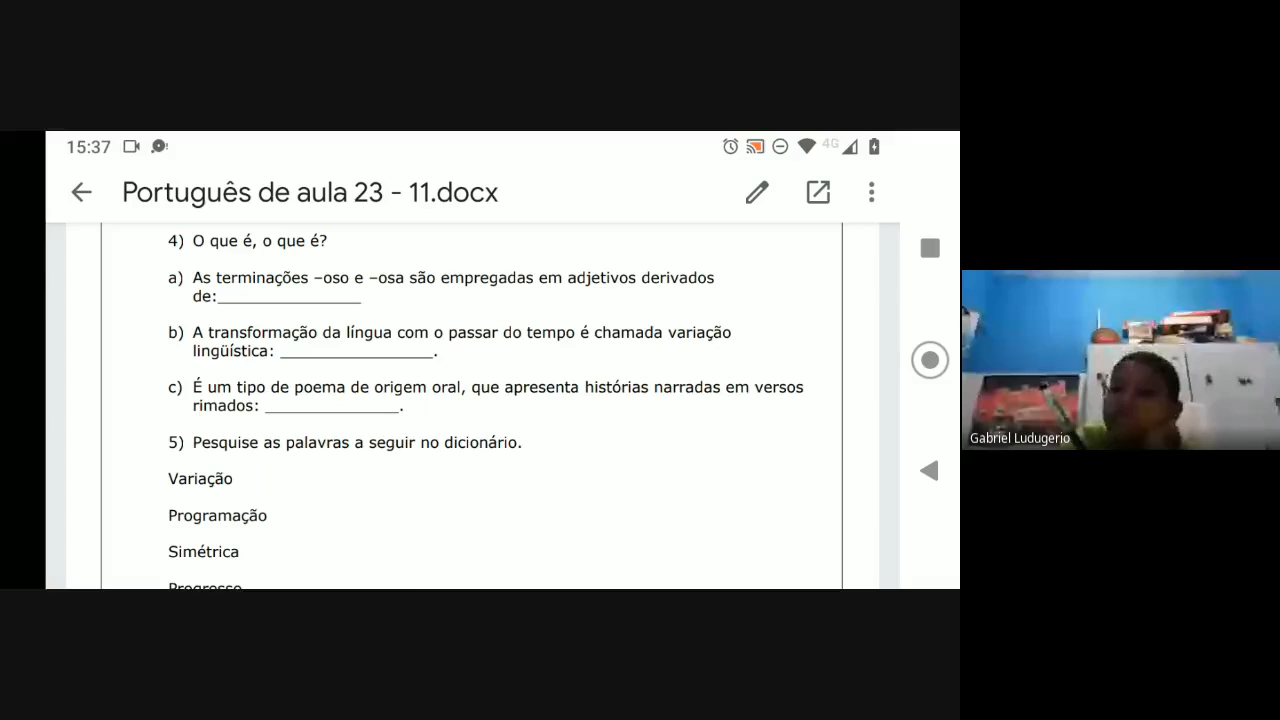 15:37
4G
Português de aula 23 - 11.docx
4) O que é, o que é?
a) As terminações –oso e –osa são empregadas em adjetivos derivados
de:_________________
b) A transformação da língua com o passar do tempo é chamada variação
lingüística: __________________.
c) É um tipo de poema de origem oral, que apresenta histórias narradas em versos
rimados: ________________.
5) Pesquise as palavras a seguir no dicionário.
Variação
Programação
Simétrica
Progresso
Gabriel Ludugerio